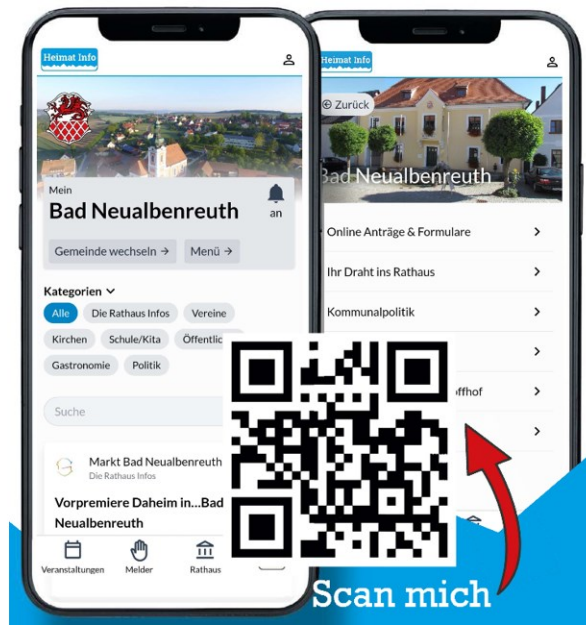 Heimat Info
Mein
Bad Neualbenreuth
an
Gemeinde wechseln → Menü →
Kategorien
Alle Die Rathaus Infos Vereine
Kirchen Schule/Kita
Gastronomie Politik
Suche
Markt Bad Neualbenreuth
Die Rathaus Infos
Vorpremiere Daheim in...Bad
Neualbenreuth
Veranstaltungen Melder Rathaus
Heimat Info
Zurück
Bad Neualbenreuth
Online Anträge & Formulare
Ihr Draht ins Rathaus
Kommunalpolitik
Scan mich